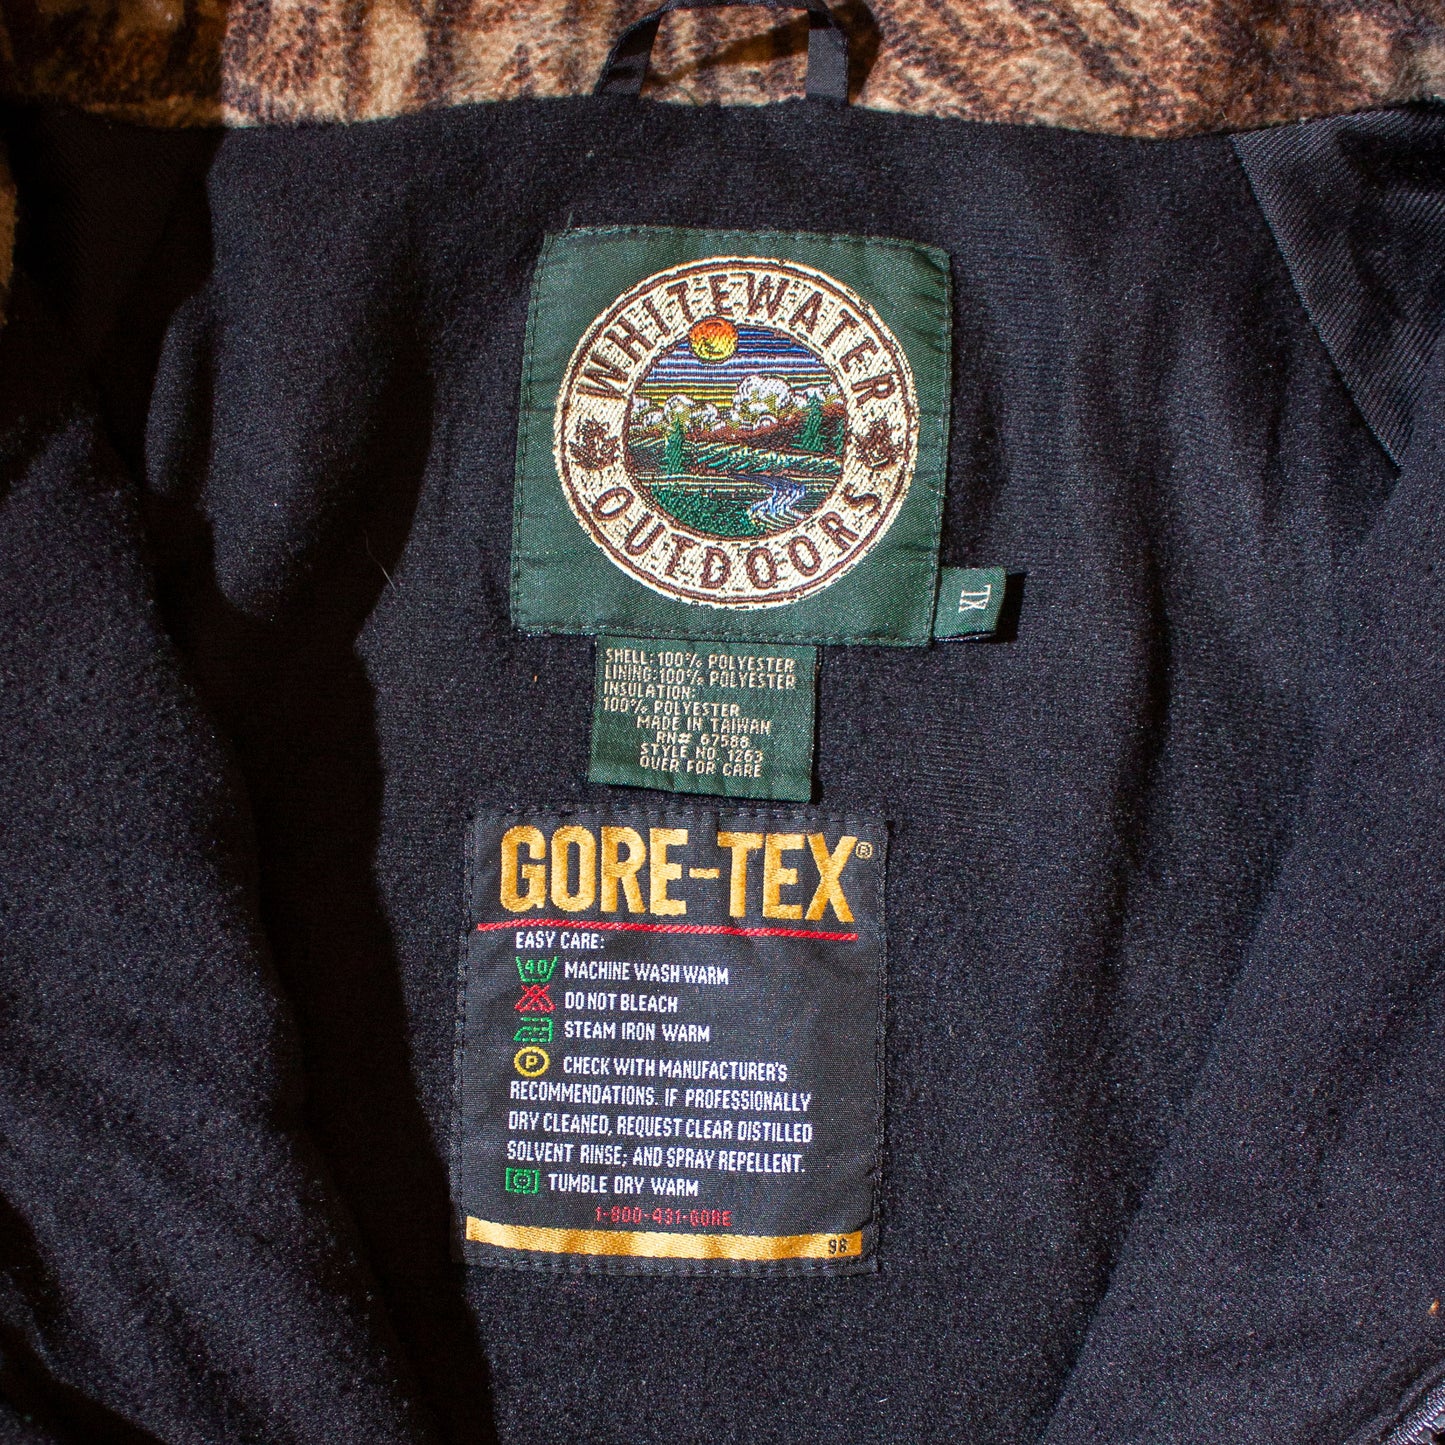 WHITEWATER
OUTDOORS
XL
SHELL: 100% POLYESTER
LINING: 100% POLYESTER
INSULATION:
100% POLYESTER
MADE IN TAIWAN
RN# 67588
STYLE NO 1263
OVER FOR CARE
GORE-TEX®
EASY CARE:
40 MACHINE WASH WARM
DO NOT BLEACH
STEAM IRON WARM
P CHECK WITH MANUFACTURER'S
RECOMMENDATIONS. IF PROFESSIONALLY
DRY CLEANED, REQUEST CLEAR DISTILLED
SOLVENT RINSE; AND SPRAY REPELLENT.
TUMBLE DRY WARM
1-800-431-GORE
98